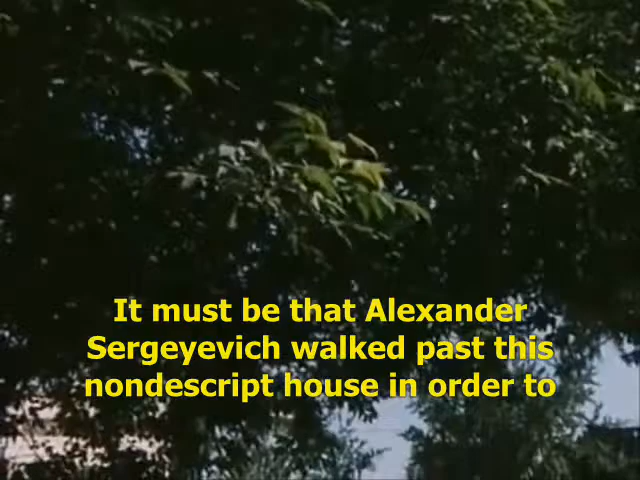 It must be that Alexander
Sergeyevich walked past this
nondescript house in order to